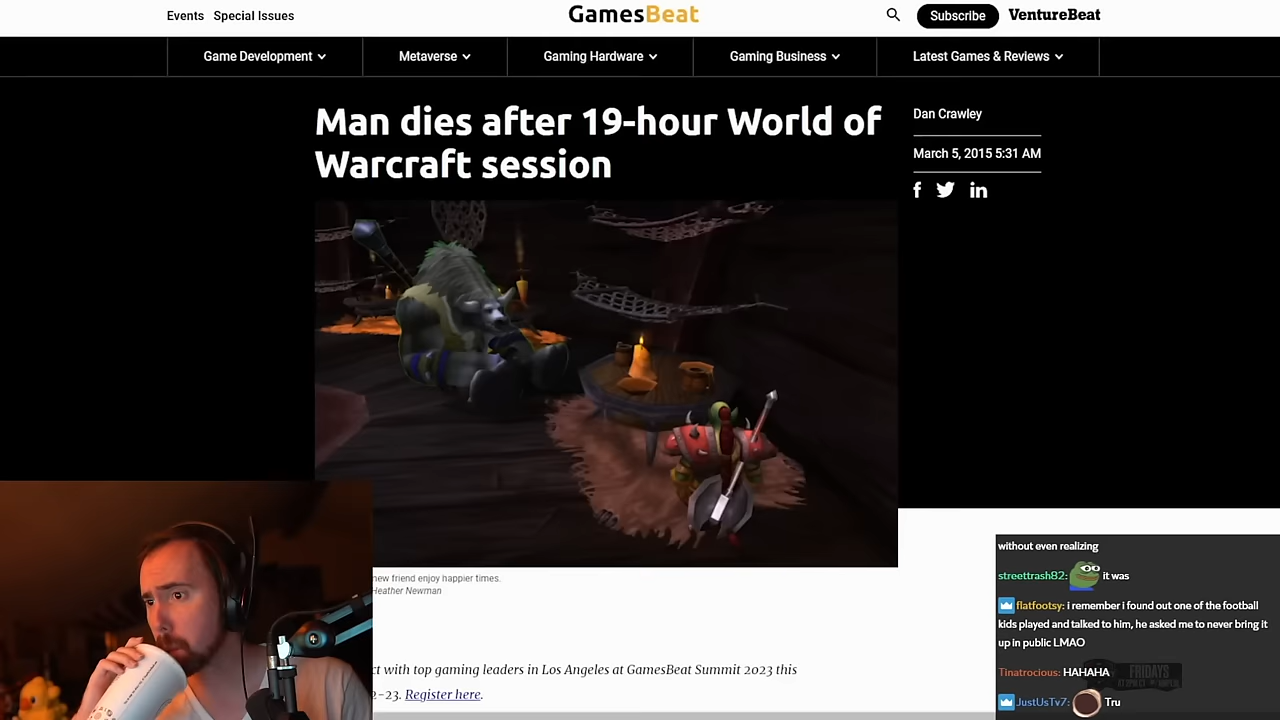 Events Special Issues
GamesBeat
Subscribe
VentureBeat
Game Development
Metaverse
Gaming Hardware
Gaming Business
Latest Games & Reviews
Man dies after 19-hour World of
Warcraft session
Dan Crawley
March 5, 2015 5:31 AM
new friend enjoy happier times.
Heather Newman
ct with top gaming leaders in Los Angeles at GamesBeat Summit 2023 this
2-23. Register here.
without even realizing
streettrash82: it was
flatfootsy: i remember i found out one of the football
kids played and talked to him, he asked me to never bring it
up in public LMAO
Tinatrocious: HAHAHA
FRIDAYS
JustUsTv7: Tru